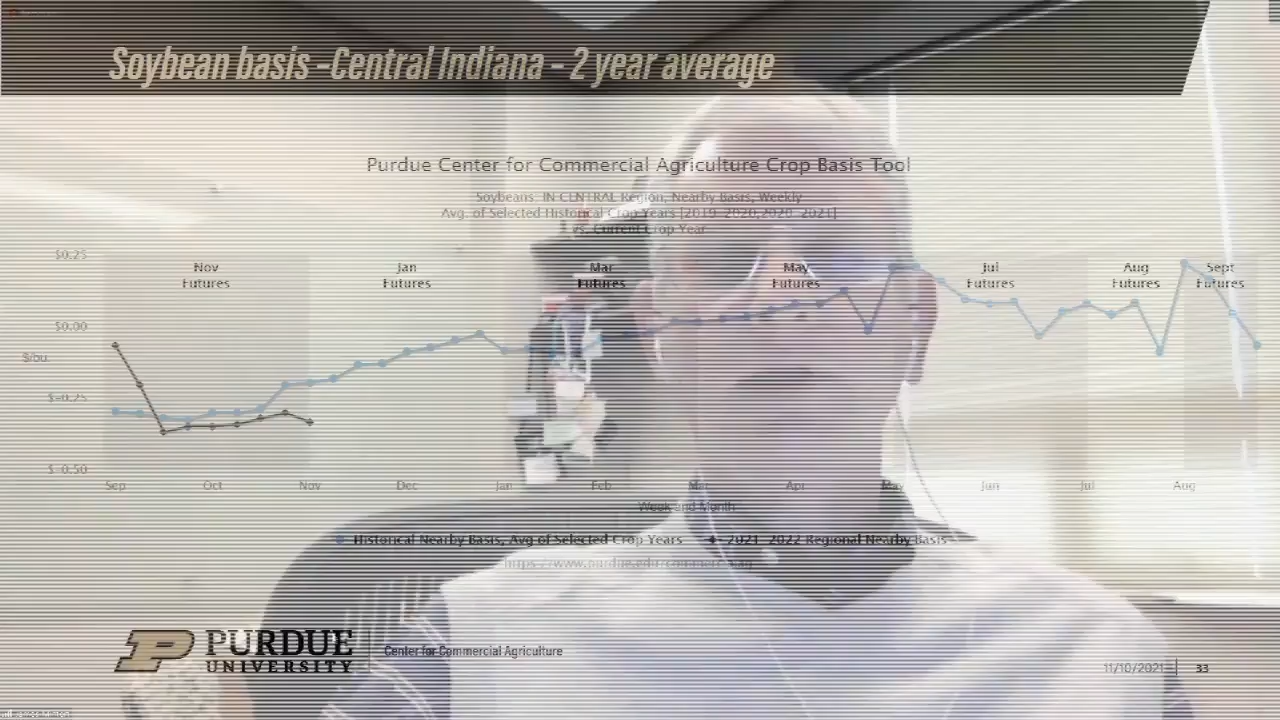 Soybean basis -Central Indiana - 2 year average
Purdue Center for Commercial Agriculture Crop Basis Tool
Soybeans: IN CENTRAL Region, Nearby Basis, Weekly
Avg. of Selected Historical Crop Years [2019-2020,2020-2021]
vs. Current Crop Year
$0.25
$0.00
$-0.25
$-0.50
$/bu.
Nov Futures
Jan Futures
Mar Futures
May Futures
Jul Futures
Aug Futures
Sept Futures
Sep Oct Nov Dec Jan Feb Mar Apr May Jun Jul Aug
Week and Month
Historical Nearby Basis, Avg of Selected Crop Years
2021-2022 Regional Nearby Basis
https://www.purdue.edu/commercialag
PURDUE
UNIVERSITY
Center for Commercial Agriculture
11/10/2021
33